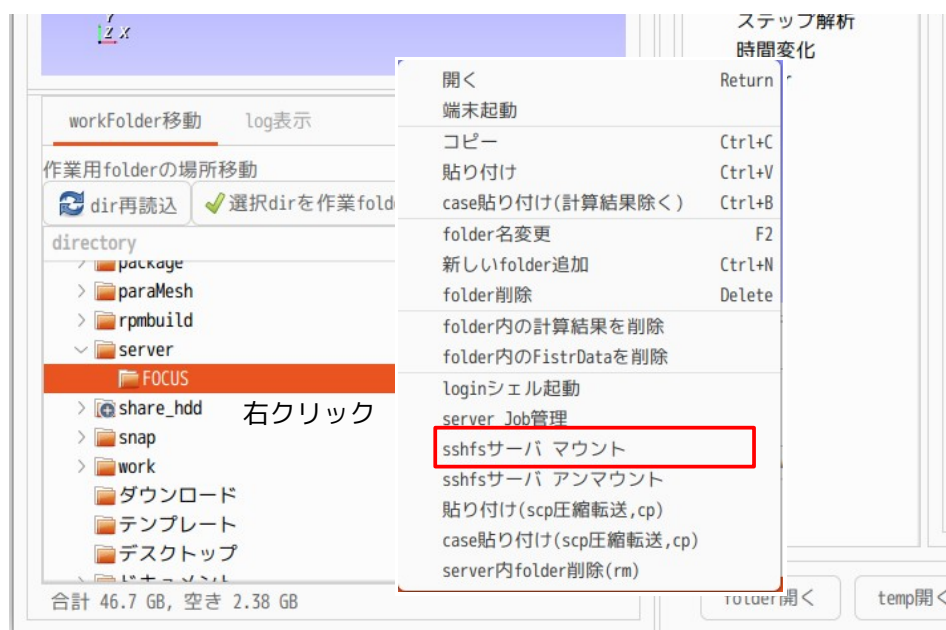 Y
Z X
ステップ解析
時間変化
workFolder移動 log表示
作業用folderの場所移動
dir再読込 選択dirを作業fold
directory
package
paraMesh
rpmbuild
server
FOCUS
share_hdd
snap
work
ダウンロード
テンプレート
デスクトップ
ドキュメント
合計 46.7 GB, 空き 2.38 GB
右クリック
開く Return
端末起動
コピー Ctrl+C
貼り付け Ctrl+V
case貼り付け(計算結果除く) Ctrl+B
folder名変更 F2
新しいfolder追加 Ctrl+N
folder削除 Delete
folder内の計算結果を削除
folder内のFistrDataを削除
loginシェル起動
server Job管理
sshfsサーバ マウント
sshfsサーバ アンマウント
貼り付け(scp圧縮転送,cp)
case貼り付け(scp圧縮転送,cp)
server内folder削除(rm)
folder開く temp開く